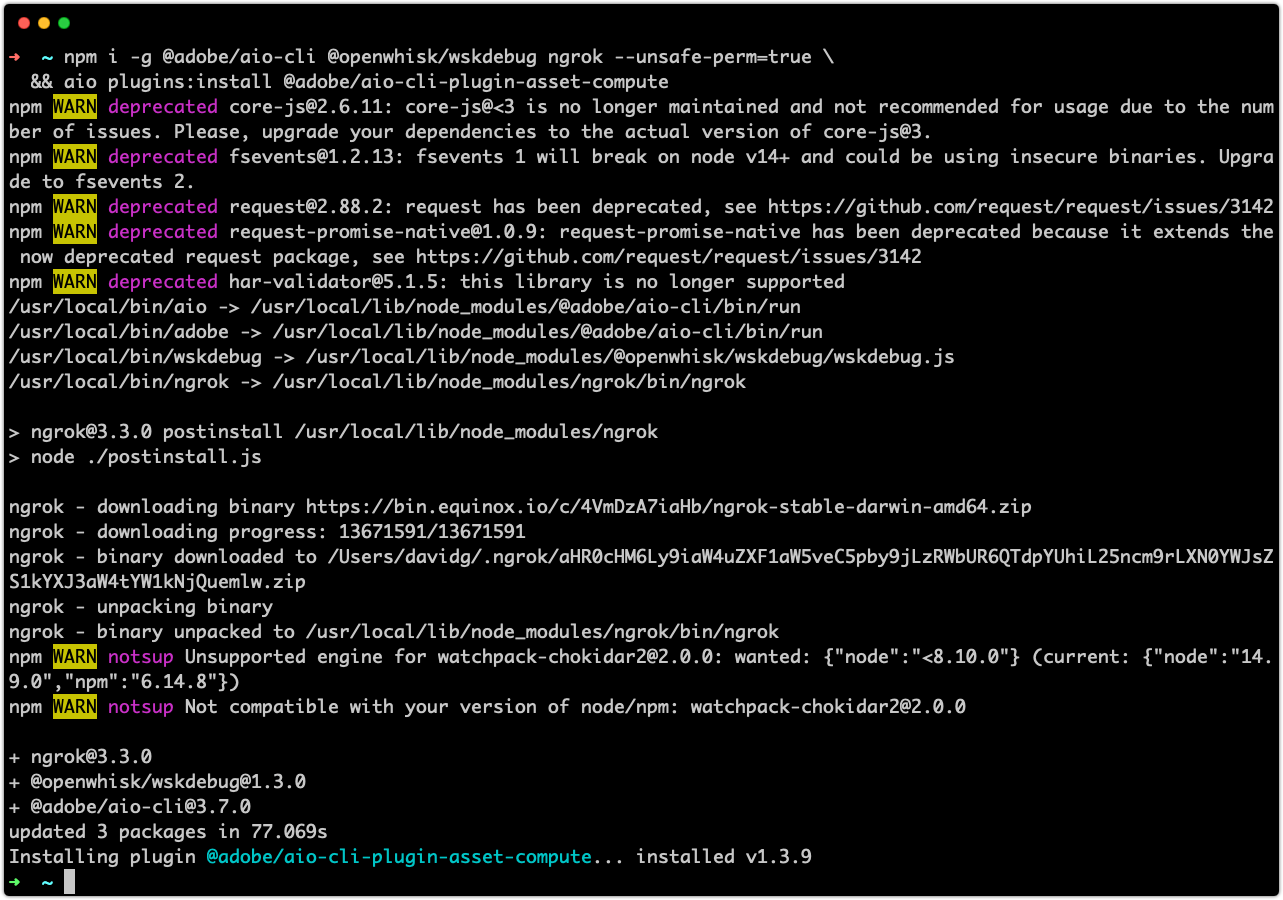 ➜  ~ npm i -g @adobe/aio-cli @openwhisk/wskdebug ngrok --unsafe-perm=true \
  && aio plugins:install @adobe/aio-cli-plugin-asset-compute
npm WARN deprecated core-js@2.6.11: core-js@<3 is no longer maintained and not recommended for usage due to the num
ber of issues. Please, upgrade your dependencies to the actual version of core-js@3.
npm WARN deprecated fsevents@1.2.13: fsevents 1 will break on node v14+ and could be using insecure binaries. Upgra
de to fsevents 2.
npm WARN deprecated request@2.88.2: request has been deprecated, see https://github.com/request/request/issues/3142
npm WARN deprecated request-promise-native@1.0.9: request-promise-native has been deprecated because it extends the
 now deprecated request package, see https://github.com/request/request/issues/3142
npm WARN deprecated har-validator@5.1.5: this library is no longer supported
/usr/local/bin/aio -> /usr/local/lib/node_modules/@adobe/aio-cli/bin/run
/usr/local/bin/adobe -> /usr/local/lib/node_modules/@adobe/aio-cli/bin/run
/usr/local/bin/wskdebug -> /usr/local/lib/node_modules/@openwhisk/wskdebug/wskdebug.js
/usr/local/bin/ngrok -> /usr/local/lib/node_modules/ngrok/bin/ngrok

> ngrok@3.3.0 postinstall /usr/local/lib/node_modules/ngrok
> node ./postinstall.js

ngrok - downloading binary https://bin.equinox.io/c/4VmDzA7iaHb/ngrok-stable-darwin-amd64.zip
ngrok - downloading progress: 13671591/13671591
ngrok - binary downloaded to /Users/davidg/.ngrok/aHR0cHM6Ly9iaW4uZXF1aW5veC5pby9jLzRWbUR6QTdpYUhiL25ncm9rLXN0YWJsZ
S1kYXJ3aW4tYW1kNjQuemlw.zip
ngrok - unpacking binary
ngrok - binary unpacked to /usr/local/lib/node_modules/ngrok/bin/ngrok
npm WARN notsup Unsupported engine for watchpack-chokidar2@2.0.0: wanted: {"node":"<8.10.0"} (current: {"node":"14.
9.0","npm":"6.14.8"})
npm WARN notsup Not compatible with your version of node/npm: watchpack-chokidar2@2.0.0

+ ngrok@3.3.0
+ @openwhisk/wskdebug@1.3.0
+ @adobe/aio-cli@3.7.0
updated 3 packages in 77.069s
Installing plugin @adobe/aio-cli-plugin-asset-compute... installed v1.3.9
➜  ~